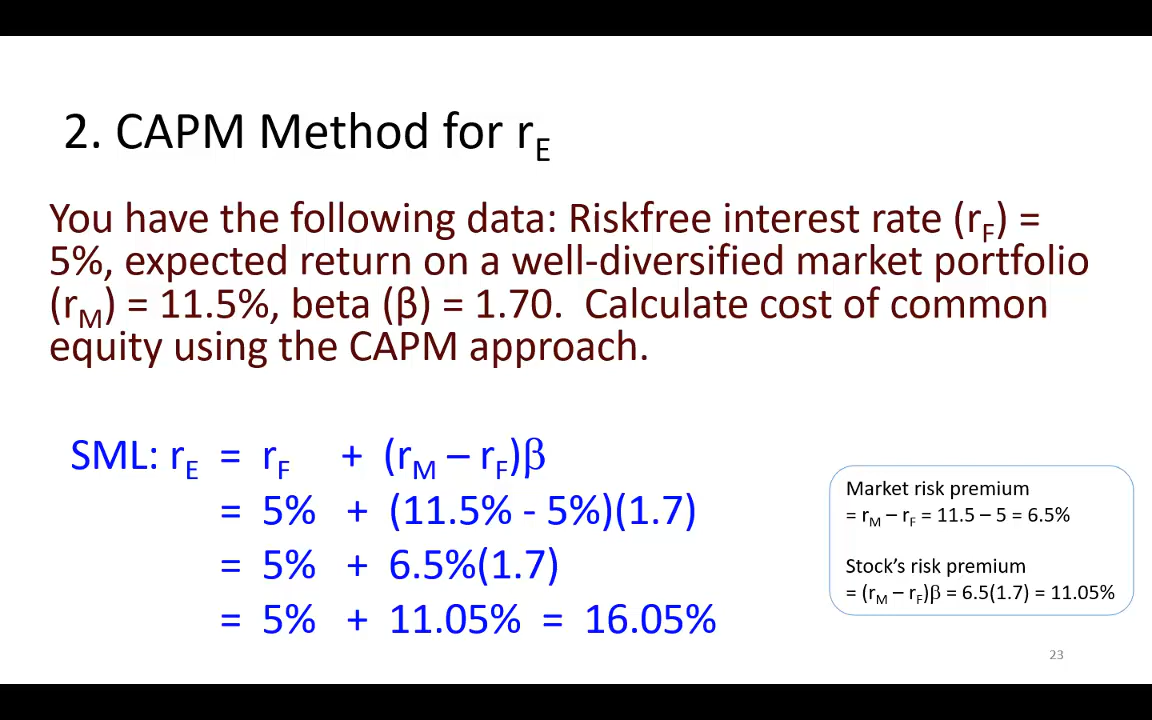 2. CAPM Method for rE
You have the following data: Riskfree interest rate (rF) =
5%, expected return on a well-diversified market portfolio
(rM) = 11.5%, beta (β) = 1.70.  Calculate cost of common
equity using the CAPM approach.
SML: rE = rF + (rM – rF)β
= 5% + (11.5% - 5%)(1.7)
= 5% + 6.5%(1.7)
= 5% + 11.05% = 16.05%
Market risk premium
= rM – rF = 11.5 – 5 = 6.5%
Stock’s risk premium
= (rM – rF)β = 6.5(1.7) = 11.05%
23